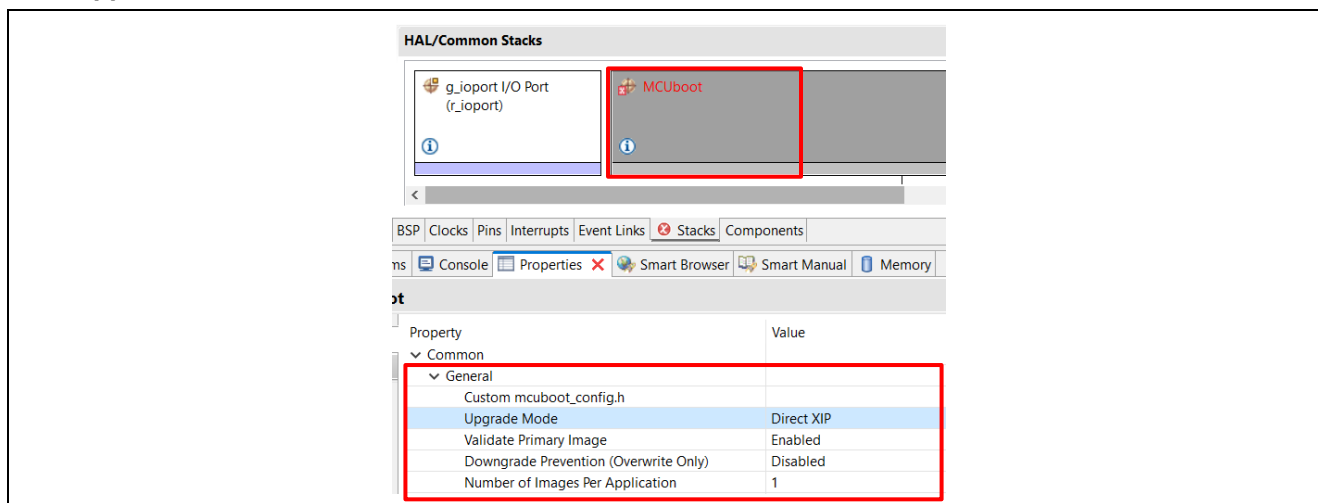 HAL/Common Stacks
g_ioport I/O Port
(r_ioport)
MCUboot
BSP Clocks Pins Interrupts Event Links Stacks Components
ms Console Properties Smart Browser Smart Manual Memory
ot
Property Value
Common
General
Custom mcuboot_config.h
Upgrade Mode Direct XIP
Validate Primary Image Enabled
Downgrade Prevention (Overwrite Only) Disabled
Number of Images Per Application 1